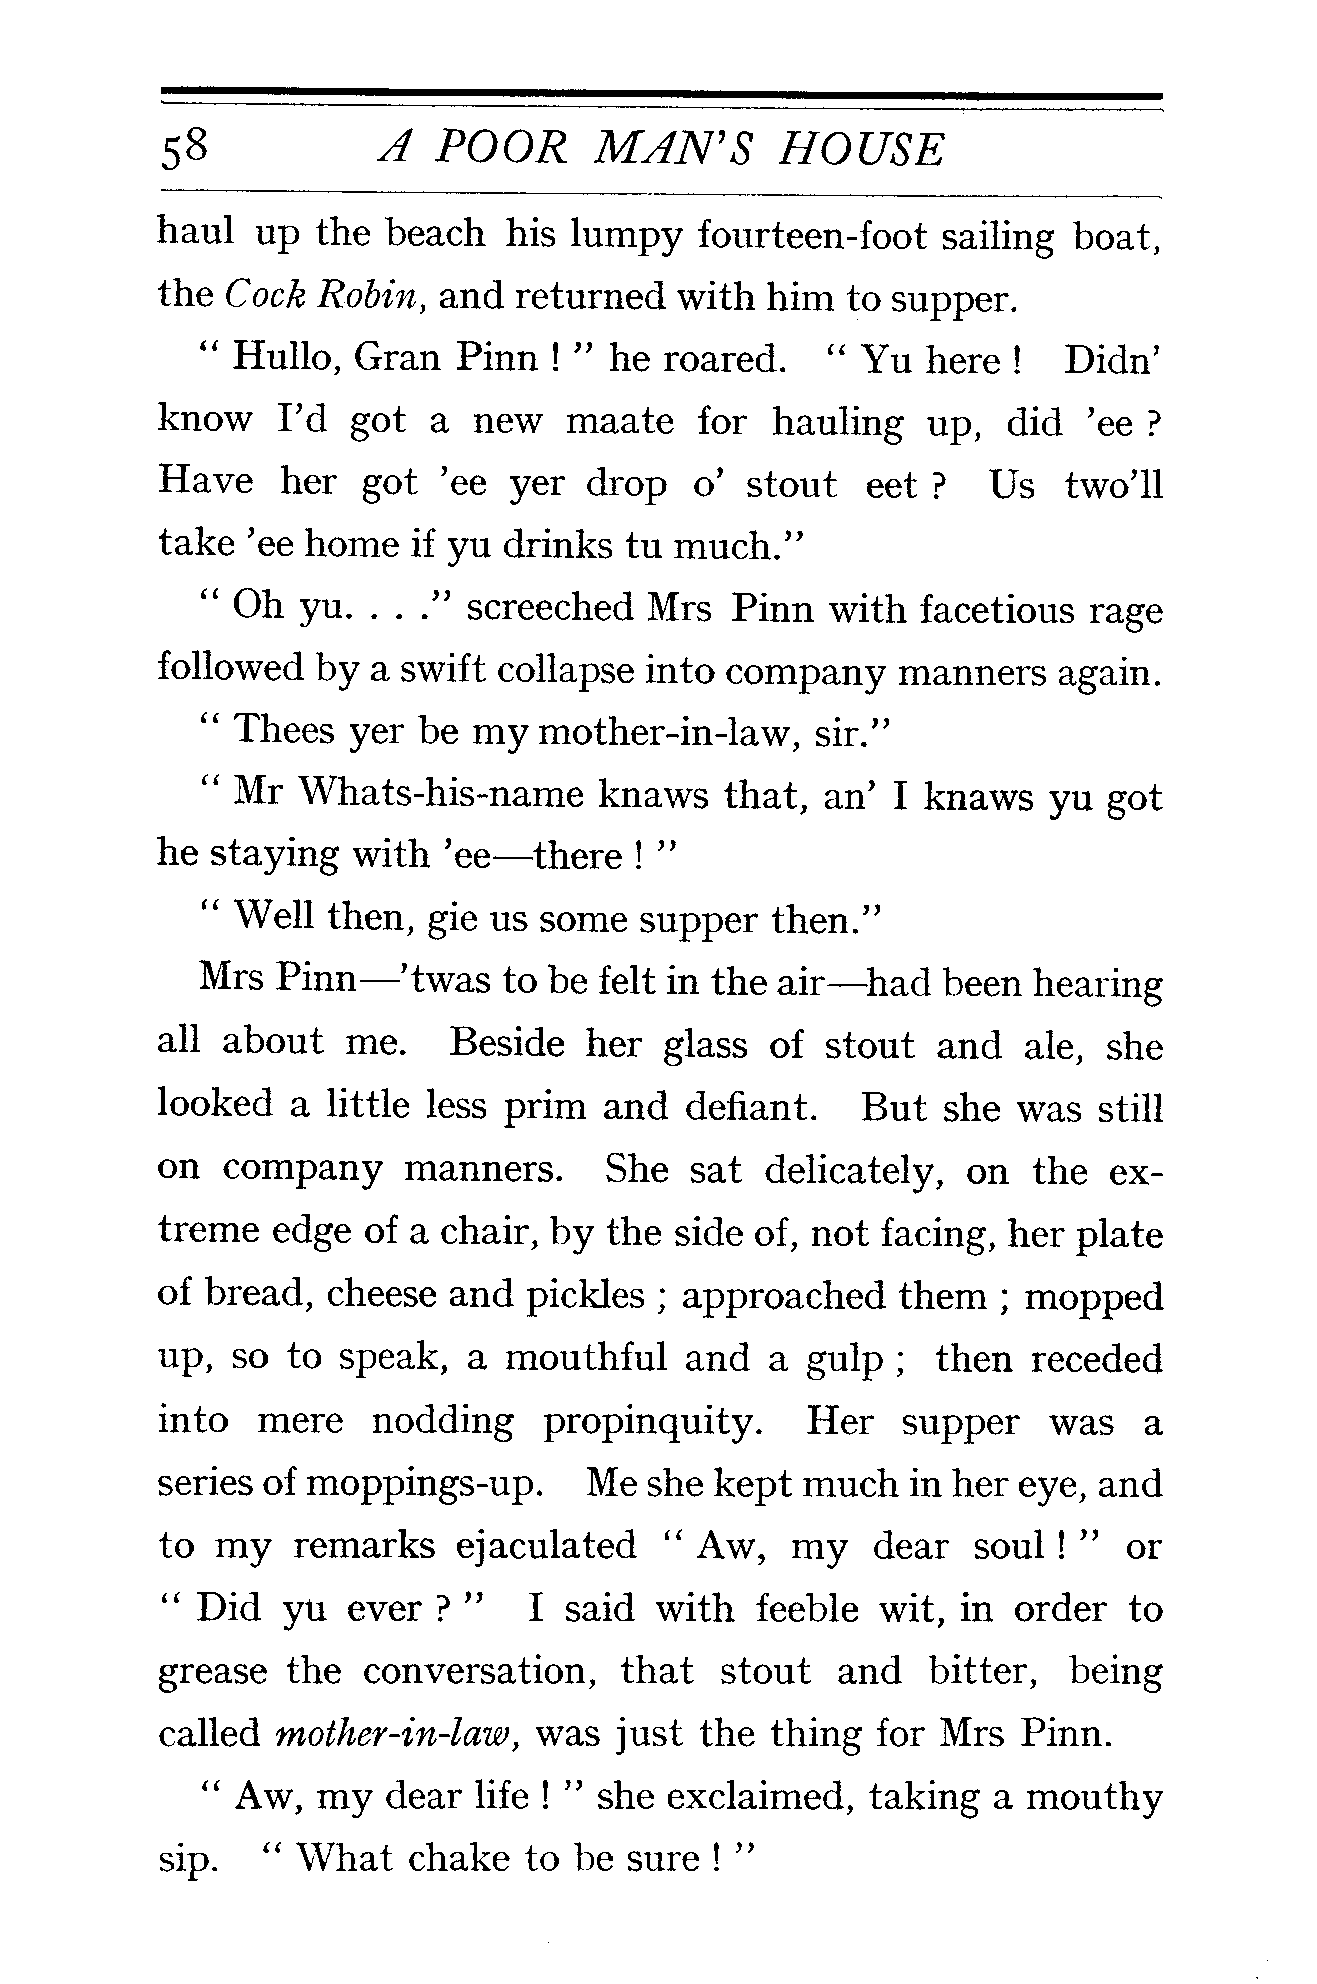 58 A POOR MAN'S HOUSE
haul up the beach his lumpy fourteen-foot sailing boat,
the Cock Robin, and returned with him to supper.
“ Hullo, Gran Pinn ! ” he roared. “ Yu here ! Didn’
know I’d got a new maate for hauling up, did ’ee ?
Have her got ’ee yer drop o’ stout eet ? Us two’ll
take ’ee home if yu drinks tu much.”
“ Oh yu. . . .” screeched Mrs Pinn with facetious rage
followed by a swift collapse into company manners again.
“ Thees yer be my mother-in-law, sir.”
“ Mr Whats-his-name knaws that, an’ I knaws yu got
he staying with ’ee—there ! ”
“ Well then, gie us some supper then.”
Mrs Pinn—’twas to be felt in the air—had been hearing
all about me. Beside her glass of stout and ale, she
looked a little less prim and defiant. But she was still
on company manners. She sat delicately, on the ex-
treme edge of a chair, by the side of, not facing, her plate
of bread, cheese and pickles ; approached them ; mopped
up, so to speak, a mouthful and a gulp ; then receded
into mere nodding propinquity. Her supper was a
series of moppings-up. Me she kept much in her eye, and
to my remarks ejaculated “ Aw, my dear soul ! ” or
“ Did yu ever ? ” I said with feeble wit, in order to
grease the conversation, that stout and bitter, being
called mother-in-law, was just the thing for Mrs Pinn.
“ Aw, my dear life ! ” she exclaimed, taking a mouthy
sip. “ What chake to be sure ! ”